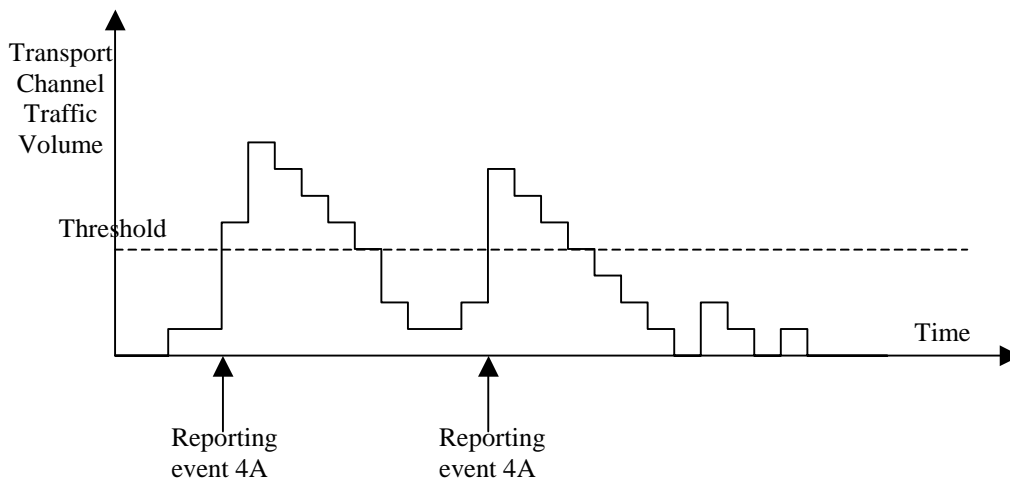 Transport
Channel
Traffic
Volume
Threshold
Time
Reporting
event 4A
Reporting
event 4A